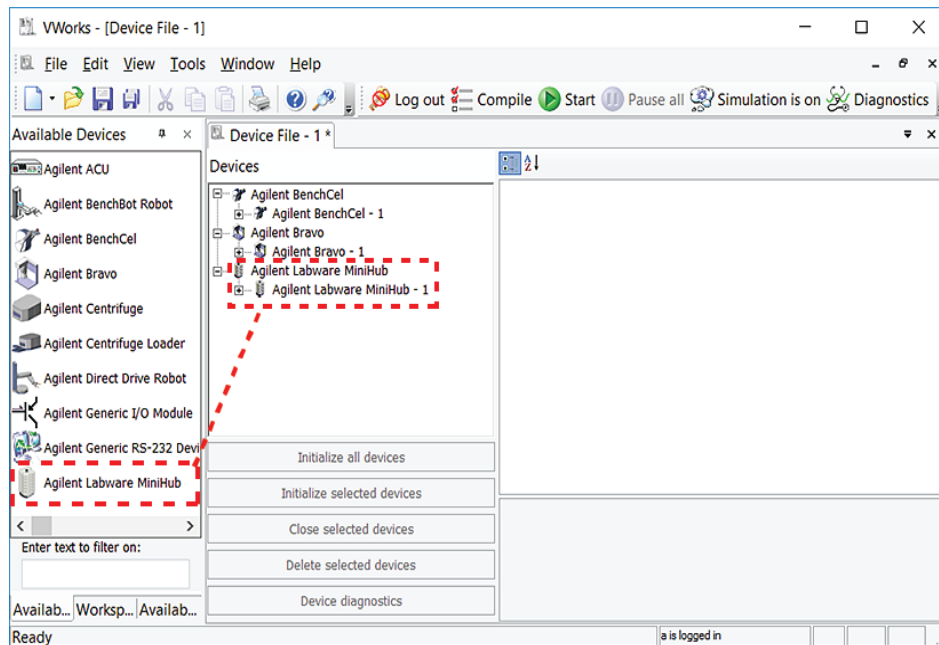 VWorks - [Device File - 1]
File Edit View Tools Window Help
Log out Compile Start Pause all Simulation is on Diagnostics
Available Devices
Agilent ACU
Agilent BenchBot Robot
Agilent BenchCel
Agilent Bravo
Agilent Centrifuge
Agilent Centrifuge Loader
Agilent Direct Drive Robot
Agilent Generic I/O Module
Agilent Generic RS-232 Devi
Agilent Labware MiniHub
Enter text to filter on:
Availab... Worksp... Availab...
Device File - 1 *
Devices
Agilent BenchCel
Agilent BenchCel - 1
Agilent Bravo
Agilent Bravo - 1
Agilent Labware MiniHub
Agilent Labware MiniHub - 1
Initialize all devices
Initialize selected devices
Close selected devices
Delete selected devices
Device diagnostics
Ready
a is logged in